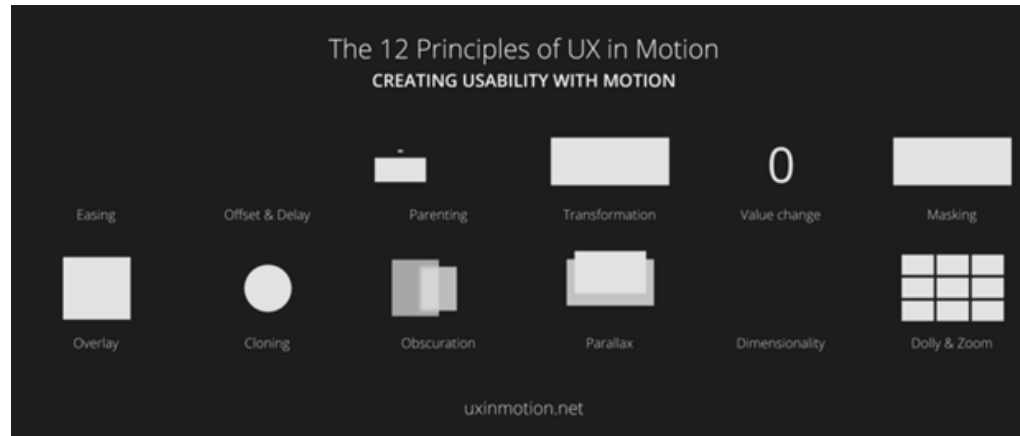 The 12 Principles of UX in Motion
CREATING USABILITY WITH MOTION
0
Easing Offset & Delay Parenting Transformation Value change Masking
Overlay Cloning Obscuration Parallax Dimensionality Dolly & Zoom
uxinmotion.net